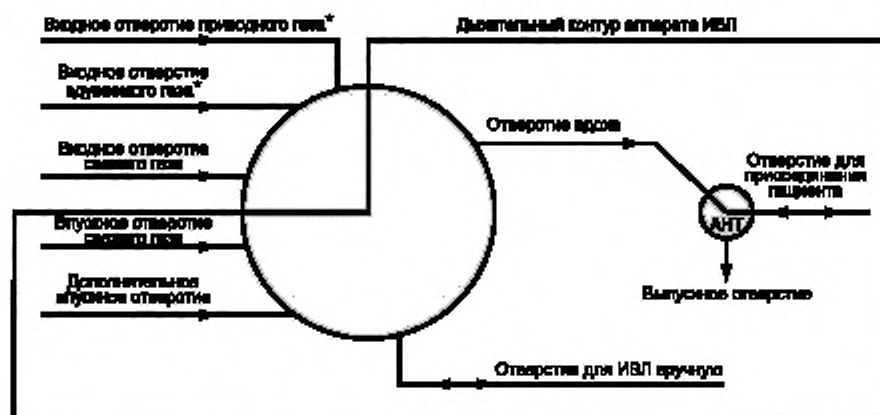 Входное отверстие приводного газа*
Дыхательный контур аппарата ИВЛ
Входное отверстие
вдуваемого газа*
Отверстие вдоха
Входное отверстие
свежего газа
Отверстие для
присоединения
пациента
АНТ
Впускное отверстие
свежего газа
Дополнительное
впускное отверстие
Выпускное отверстие
Отверстие для ИВЛ вручную